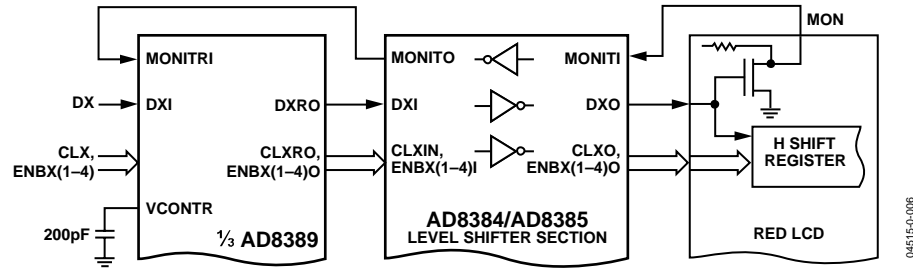 MON
MONITRI
MONITO
MONITI
DX
DXI
DXRO
DXI
DXO
CLX,
ENBX(1–4)
CLXRO,
ENBX(1–4)O
CLXIN,
ENBX(1–4)I
CLXO,
ENBX(1–4)O
H SHIFT
REGISTER
VCONTR
200pF
1/3 AD8389
AD8384/AD8385
LEVEL SHIFTER SECTION
RED LCD
04515-0-006